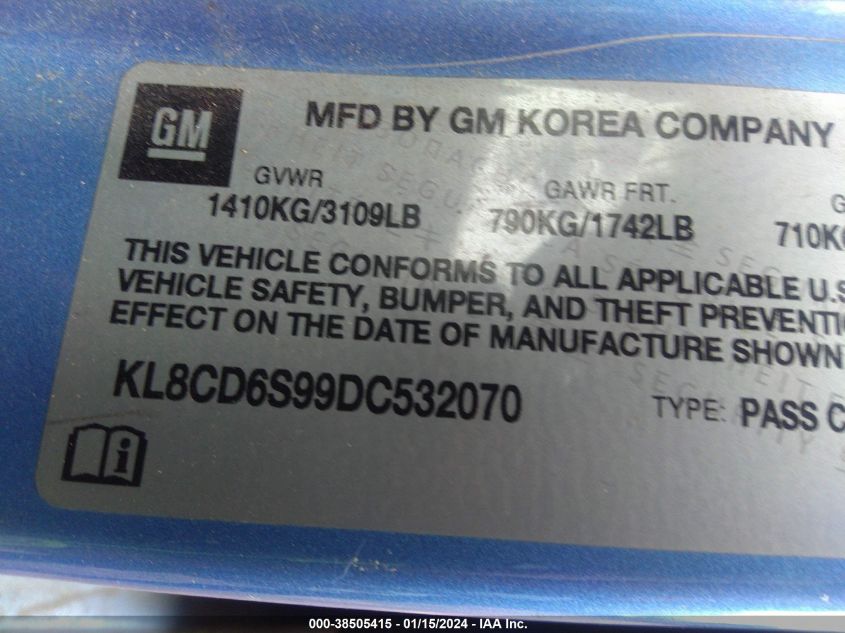 GM
MFD BY GM KOREA COMPANY
GVWR GAWR FRT. G
1410KG/3109LB 790KG/1742LB 710K
THIS VEHICLE CONFORMS TO ALL APPLICABLE U.S
VEHICLE SAFETY, BUMPER, AND THEFT PREVENTI
EFFECT ON THE DATE OF MANUFACTURE SHOWN
KL8CD6S99DC532070 TYPE: PASS C
000-38505415 - 01/15/2024 - IAA Inc.